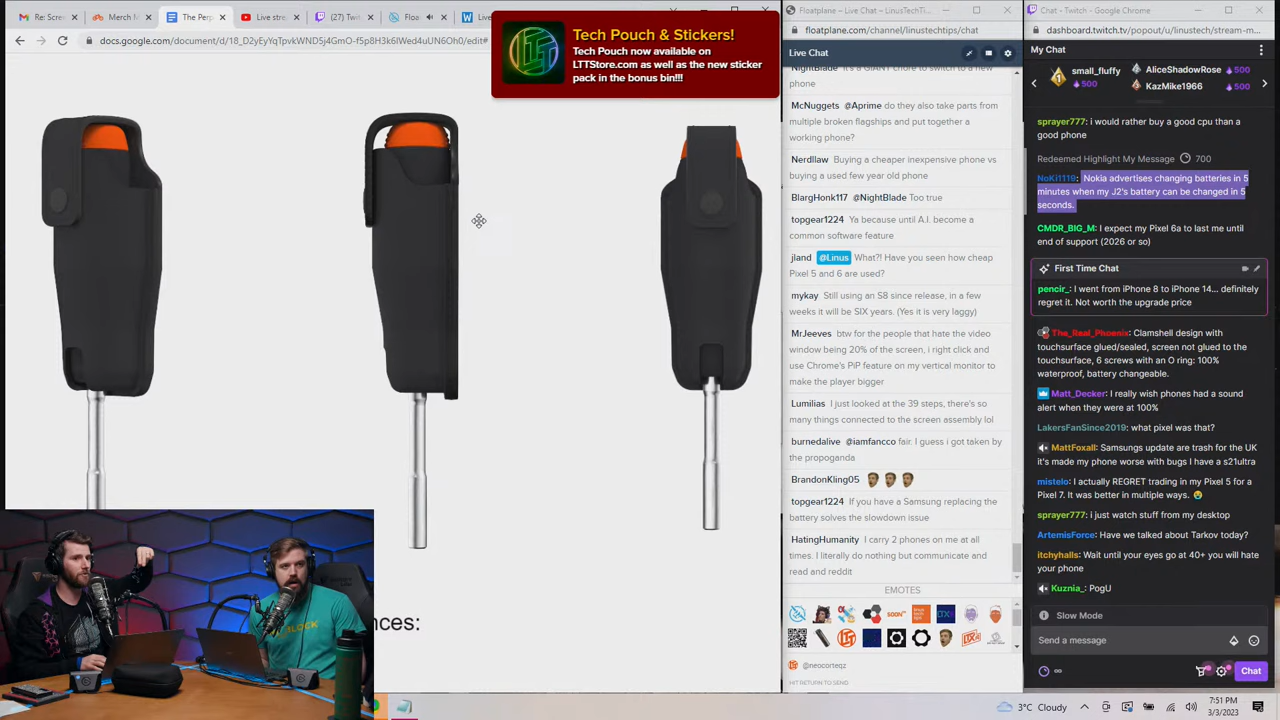 Charts M
Meet - P
The Perp
Live stre
Twitch
Floa
(20) T
docs.google.com/document/d/18_D2yEyYqTpvkWND5j4GmO-f5p8H3k6lWed4uUN6Oh0/edit#
Tech Pouch & Stickers!
Tech Pouch now available on
LTTStore.com as well as the new sticker
pack in the bonus bin!!!
nces:
Floatplane – Live Chat – LinusTechTi
floatplane.com/channel/linustechtips/chat
Live Chat
NightBlade It's a GIANT chore to switch to a new
phone
McNuggets @Aprime do they also take parts from
multiple broken flagships and put together a
working phone?
Nerdllaw Buying a cheaper inexpensive phone vs
buying a used few year old phone
BlargHonk117 @NightBlade Too true
topgear1224 Ya because until A.I. become a
common software feature
jland @Linus What?! Have you seen how cheap
Pixel 5 and 6 are used?
mykay Still using an S8 since release, in a few
weeks it will be SIX years. (Yes it is very laggy)
MrJeeves btw for the people that hate the video
window being 20% of the screen, i right click and
use Chrome's PiP feature on my vertical monitor to
make the player bigger
Lumilias I just looked at the 39 steps, there's so
many things connected to the screen assembly lol
burnedalive @iamfancco fair. I guess i got taken by
the propoganda
BrandonKling05
topgear1224 If you have a Samsung replacing the
battery solves the slowdown issue
HatingHumanity I carry 2 phones on me at all
times. I literally do nothing but communicate and
read and reddit
EMOTES
@neocorteqz
HIT RETURN TO SEND
Chat - Twitch - Google Chrome
dashboard.twitch.tv/popout/u/linustech/stream-m...
My Chat
small_fluffy
AliceShadowRose 500
KazMike1966 500
sprayer777: i would rather buy a good cpu than a
good phone
Redeemed Highlight My Message 700
NoKi1119: Nokia advertises changing batteries in 5
minutes when my J2's battery can be changed in 5
seconds.
CMDR_BIG_M: I expect my Pixel 6a to last me until
end of support (2026 or so)
First Time Chat
pencir_: I went from iPhone 8 to iPhone 14... definitely
regret it. Not worth the upgrade price
The_Real_Phoenix: Clamshell design with
touchsurface glued/sealed, screen not glued to the
touchsurface, 6 screws with an O ring: 100%
waterproof, battery changeable.
Matt_Decker: I really wish phones had a sound
alert when they were at 100%
LakersFanSince2019: what pixel was that?
MattFoxall: Samsungs update are trash for the UK
it's made my phone worse with bugs I have a s21ultra
mistelo: I actually REGRET trading in my Pixel 5 for a
Pixel 7. It was better in multiple ways. 😭
sprayer777: i just watch stuff from my desktop
ArtemisForce: Have we talked about Tarkov today?
itchyhalls: Wait until your eyes go at 40+ you will hate
your phone
Kuznia_: PogU
Slow Mode
Send a message
Chat
3°C Cloudy
7:51 PM
3/3/2023